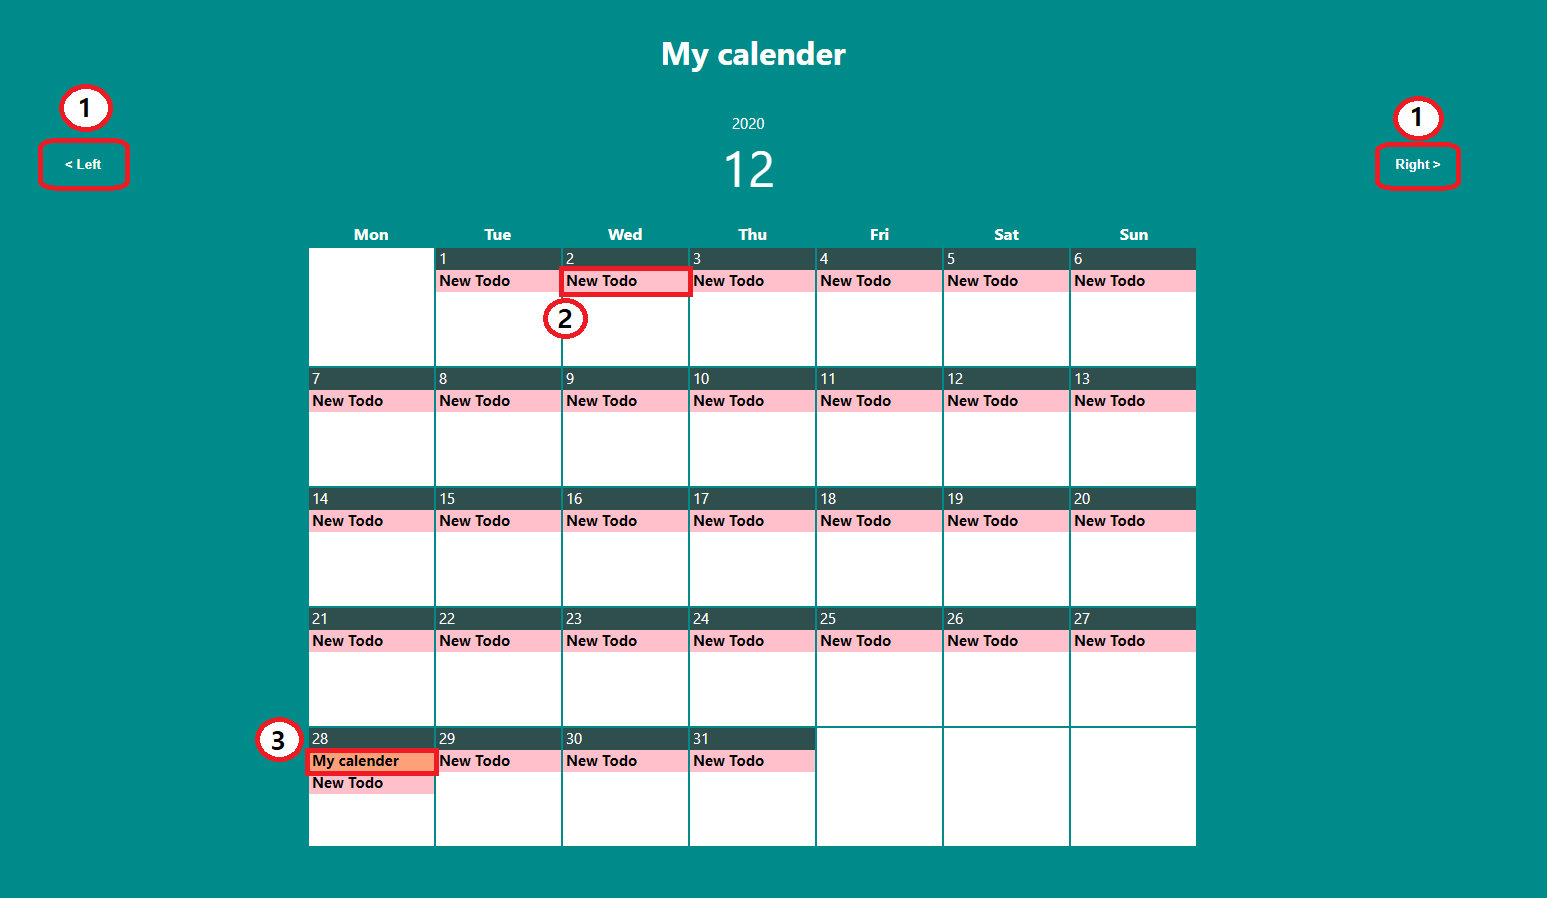 My calender
1
1
2020
< Left
Right >
12
Mon Tue Wed Thu Fri Sat Sun
1 2 3 4 5 6
New Todo New Todo New Todo New Todo New Todo New Todo
2
7 8 9 10 11 12 13
New Todo New Todo New Todo New Todo New Todo New Todo New Todo
14 15 16 17 18 19 20
New Todo New Todo New Todo New Todo New Todo New Todo New Todo
21 22 23 24 25 26 27
New Todo New Todo New Todo New Todo New Todo New Todo New Todo
3
28 29 30 31
My calender New Todo New Todo New Todo
New Todo